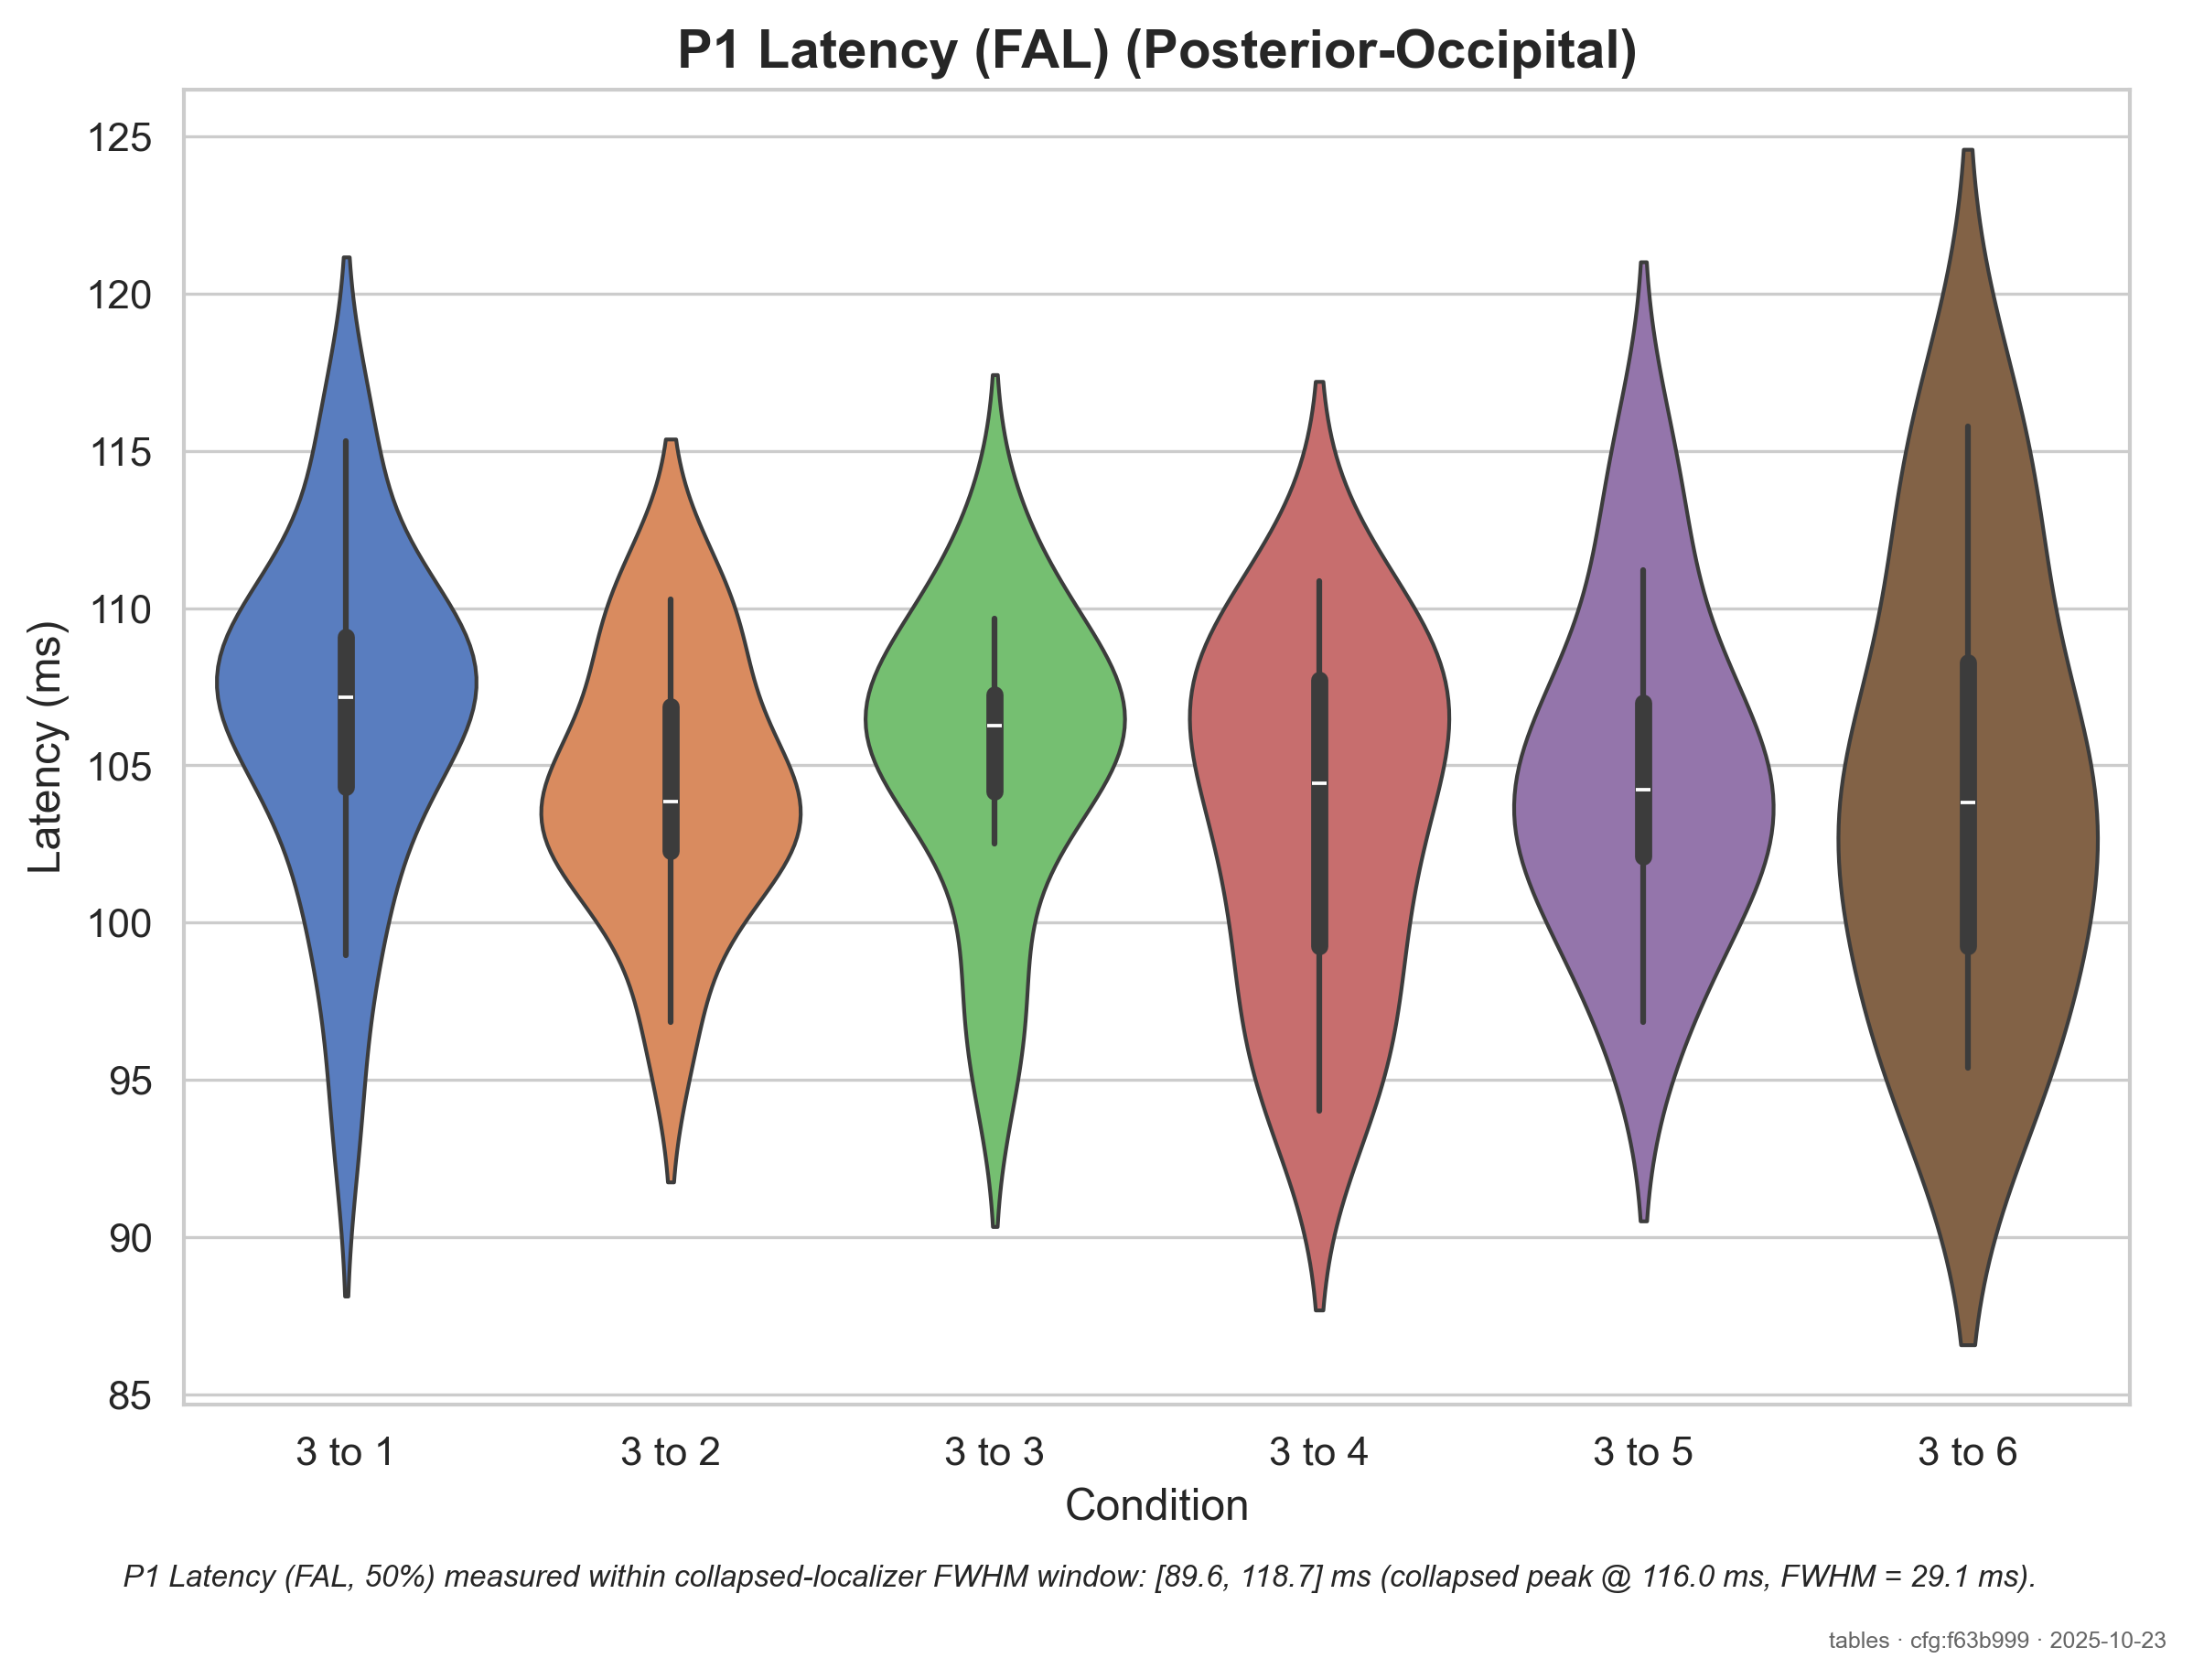 P1 Latency (FAL) (Posterior-Occipital)
125
120
115
110
105
100
95
90
85
Latency (ms)
3 to 1
3 to 2
3 to 3
3 to 4
3 to 5
3 to 6
Condition
P1 Latency (FAL, 50%) measured within collapsed-localizer FWHM window: [89.6, 118.7] ms (collapsed peak @ 116.0 ms, FWHM = 29.1 ms).
tables · cfg:f63b999 · 2025-10-23